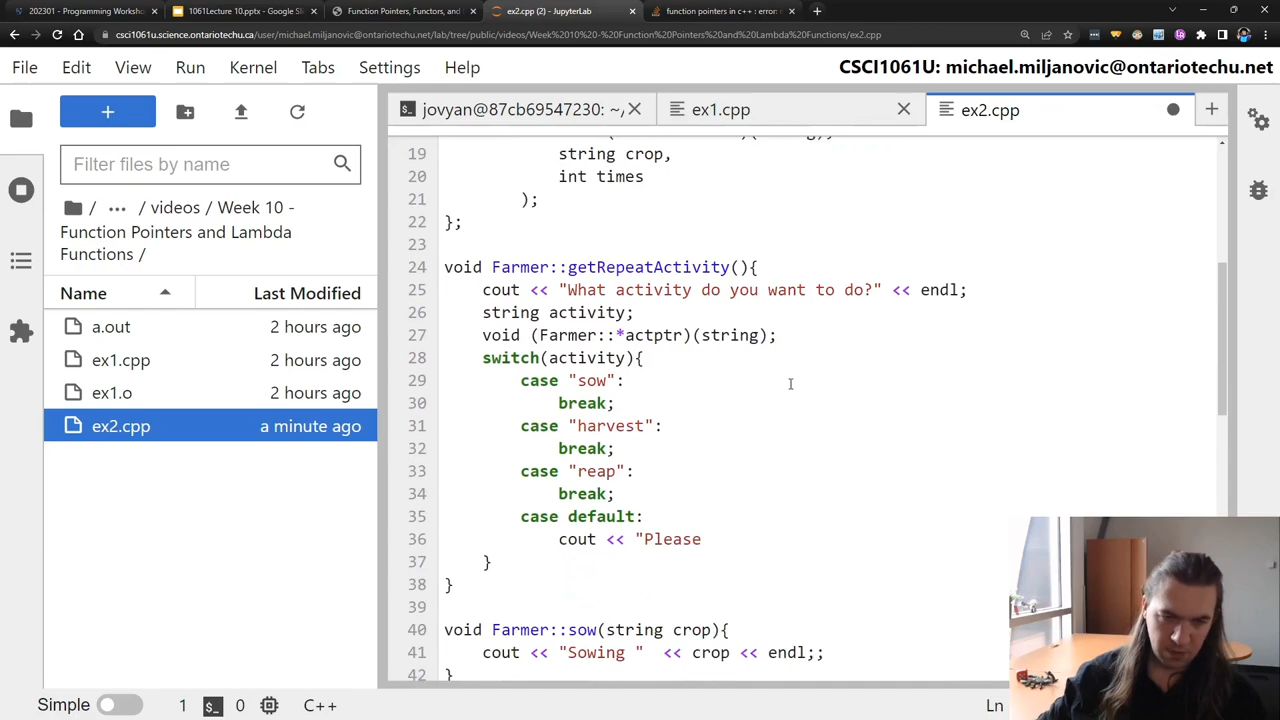 202301 - Programming Worksho
1061Lecture 10.pptx - Google Slid
Function Pointers, Functors, and
ex2.cpp (2) - JupyterLab
function pointers in c++ : error:
csci1061u.science.ontariotechu.ca/user/michael.miljanovic@ontariotechu.net/lab/tree/public/videos/Week%2010%20-%20Function%20Pointers%20and%20Lambda%20Functions/ex2.cpp
File Edit View Run Kernel Tabs Settings Help
CSCI1061U: michael.miljanovic@ontariotechu.net
jovyan@87cb69547230: ~/
ex1.cpp
ex2.cpp
Filter files by name
/ ··· / videos / Week 10 -
Function Pointers and Lambda
Functions /
Name Last Modified
a.out 2 hours ago
ex1.cpp 2 hours ago
ex1.o 2 hours ago
ex2.cpp a minute ago
19 string crop,
20 int times
21 );
22 };
23
24 void Farmer::getRepeatActivity(){
25 cout << "What activity do you want to do?" << endl;
26 string activity;
27 void (Farmer::*actptr)(string);
28 switch(activity){
29 case "sow":
30 break;
31 case "harvest":
32 break;
33 case "reap":
34 break;
35 case default:
36 cout << "Please
37 }
38 }
39
40 void Farmer::sow(string crop){
41 cout << "Sowing " << crop << endl;;
42 }
Simple 1 0 C++
Ln